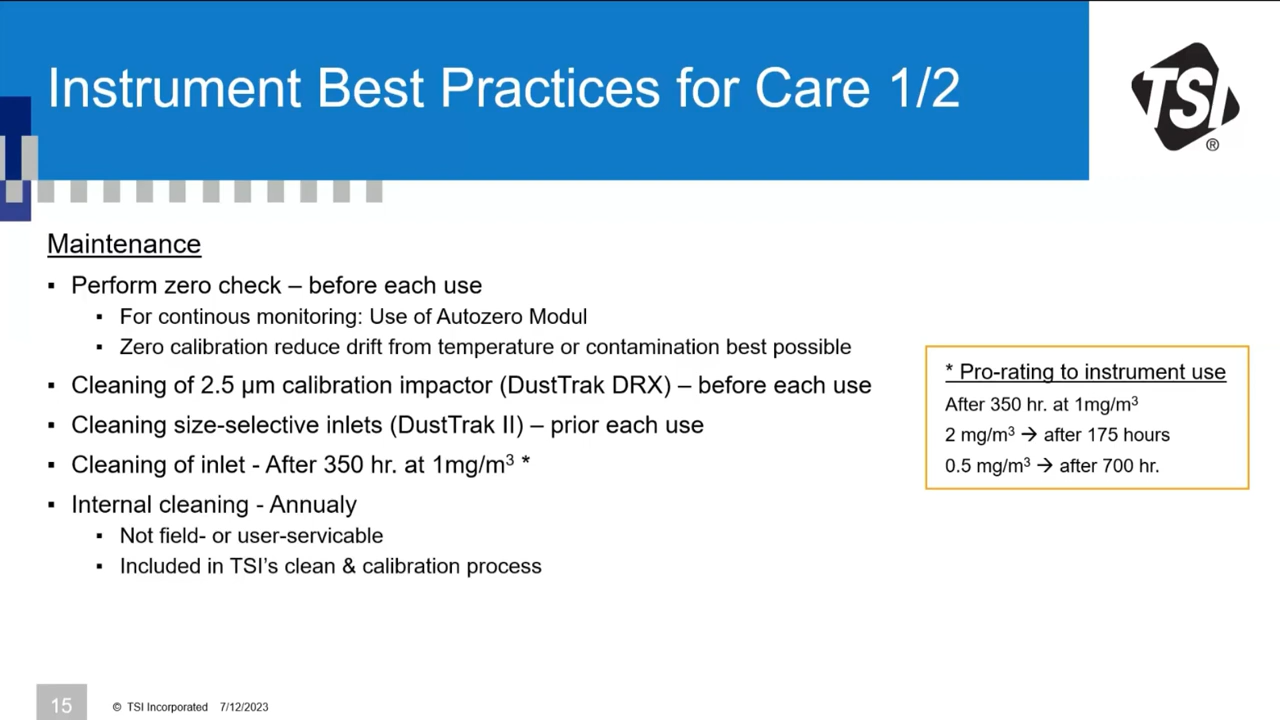 Instrument Best Practices for Care 1/2
TSI
®
Maintenance
▪ Perform zero check – before each use
▪ For continous monitoring: Use of Autozero Modul
▪ Zero calibration reduce drift from temperature or contamination best possible
▪ Cleaning of 2.5 µm calibration impactor (DustTrak DRX) – before each use
▪ Cleaning size-selective inlets (DustTrak II) – prior each use
▪ Cleaning of inlet - After 350 hr. at 1mg/m³ *
▪ Internal cleaning - Annualy
▪ Not field- or user-servicable
▪ Included in TSI’s clean & calibration process
* Pro-rating to instrument use
After 350 hr. at 1mg/m³
2 mg/m³ → after 175 hours
0.5 mg/m³ → after 700 hr.
15
© TSI Incorporated 7/12/2023